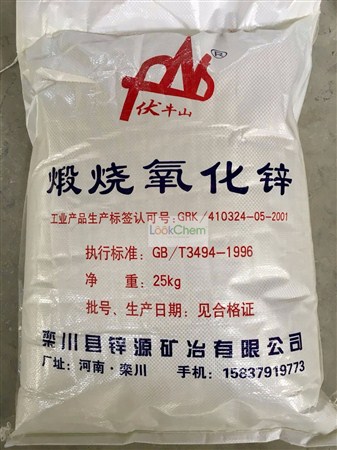 ®
伏牛山
煅烧氧化锌
工业产品生产标签认可号:GRK/410324-05-2001
LookChem
执行标准: GB/T3494-1996
净 重: 25kg
批号、生产日期: 见合格证
栾川县锌源矿冶有限公司
厂址: 河南·栾川 手机: 15837919773